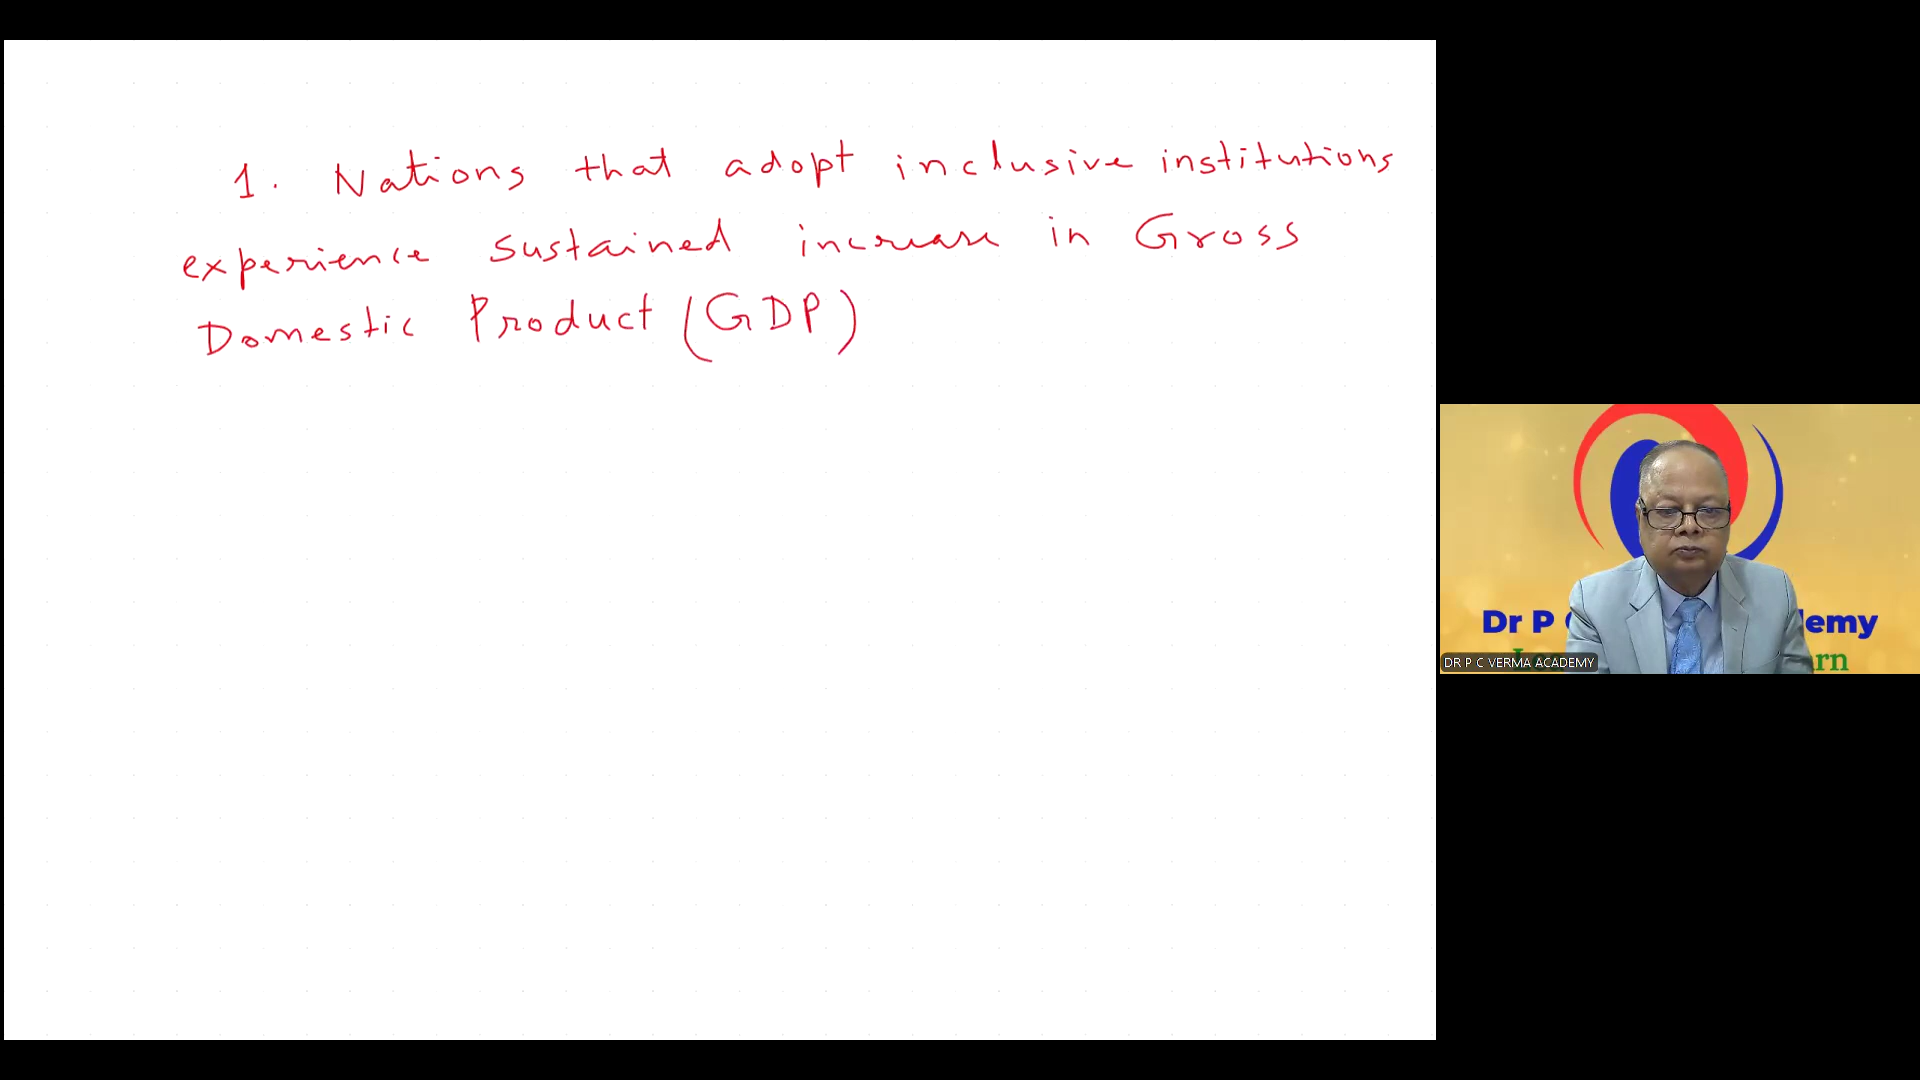 1. Nations that adopt inclusive institutions
experience sustained increase in Gross
Domestic Product (GDP)
Dr P emy
rn
DR P C VERMA ACADEMY